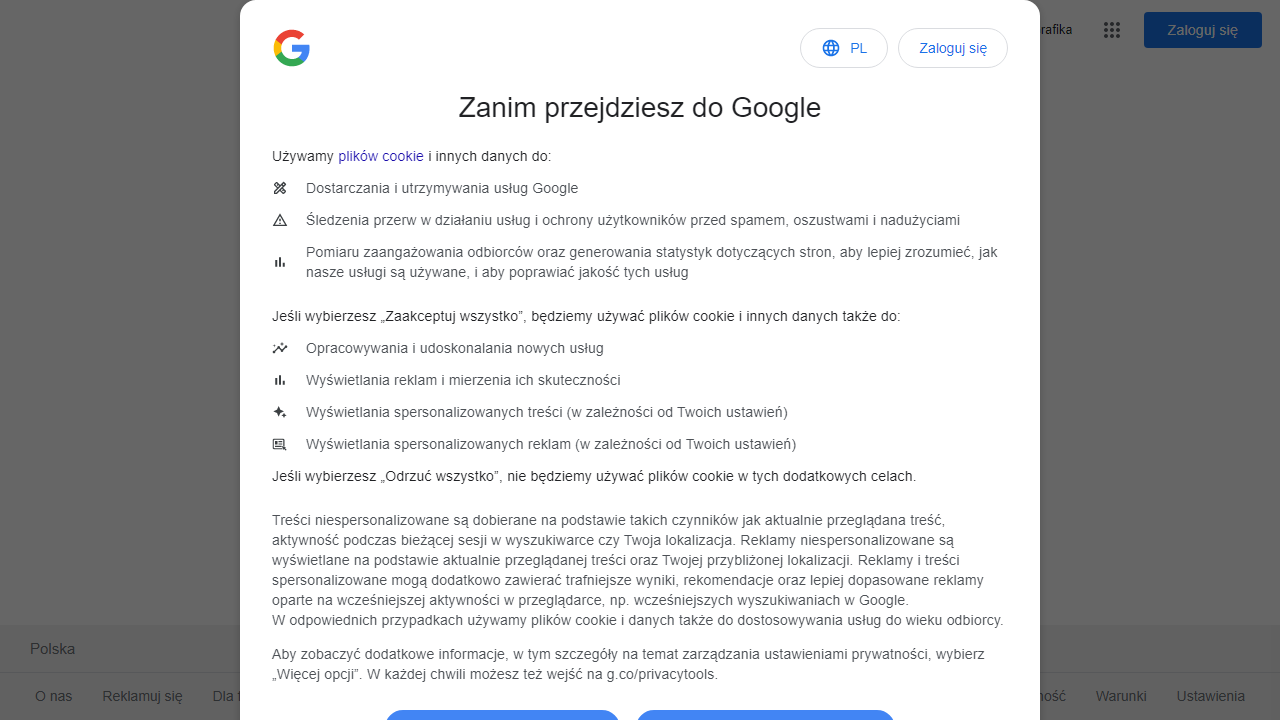 PL
Zaloguj się
rafika
Zaloguj się
Zanim przejdziesz do Google
Używamy plików cookie i innych danych do:
Dostarczania i utrzymywania usług Google
Śledzenia przerw w działaniu usług i ochrony użytkowników przed spamem, oszustwami i nadużyciami
Pomiaru zaangażowania odbiorców oraz generowania statystyk dotyczących stron, aby lepiej zrozumieć, jak
nasze usługi są używane, i aby poprawiać jakość tych usług
Jeśli wybierzesz „Zaakceptuj wszystko”, będziemy używać plików cookie i innych danych także do:
Opracowywania i udoskonalania nowych usług
Wyświetlania reklam i mierzenia ich skuteczności
Wyświetlania spersonalizowanych treści (w zależności od Twoich ustawień)
Wyświetlania spersonalizowanych reklam (w zależności od Twoich ustawień)
Jeśli wybierzesz „Odrzuć wszystko”, nie będziemy używać plików cookie w tych dodatkowych celach.
Treści niespersonalizowane są dobierane na podstawie takich czynników jak aktualnie przeglądana treść,
aktywność podczas bieżącej sesji w wyszukiwarce czy Twoja lokalizacja. Reklamy niespersonalizowane są
wyświetlane na podstawie aktualnie przeglądanej treści oraz Twojej przybliżonej lokalizacji. Reklamy i treści
spersonalizowane mogą dodatkowo zawierać trafniejsze wyniki, rekomendacje oraz lepiej dopasowane reklamy
oparte na wcześniejszej aktywności w przeglądarce, np. wcześniejszych wyszukiwaniach w Google.
W odpowiednich przypadkach używamy plików cookie i danych także do dostosowywania usług do wieku odbiorcy.
Aby zobaczyć dodatkowe informacje, w tym szczegóły na temat zarządzania ustawieniami prywatności, wybierz
„Więcej opcji”. W każdej chwili możesz też wejść na g.co/privacytools.
Polska
O nas Reklamuj się Dla ność Warunki Ustawienia